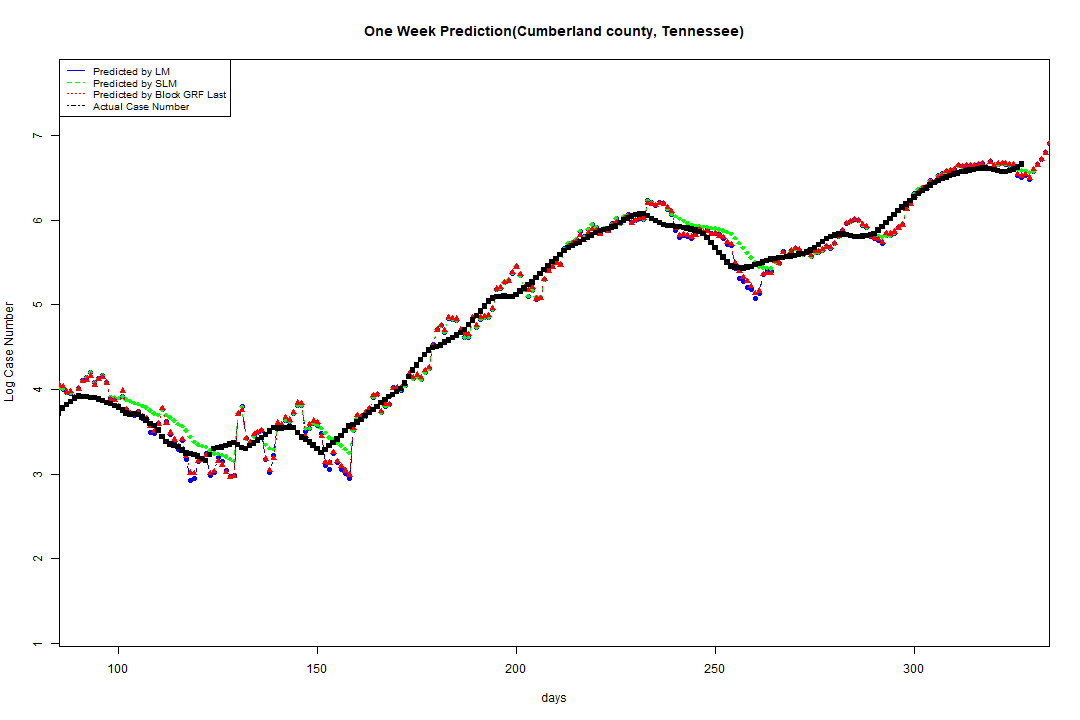 One Week Prediction(Cumberland county, Tennessee)
Predicted by LM
Predicted by SLM
Predicted by Block GRF Last
Actual Case Number
7
6
5
4
3
2
1
Log Case Number
100 150 200 250 300
days